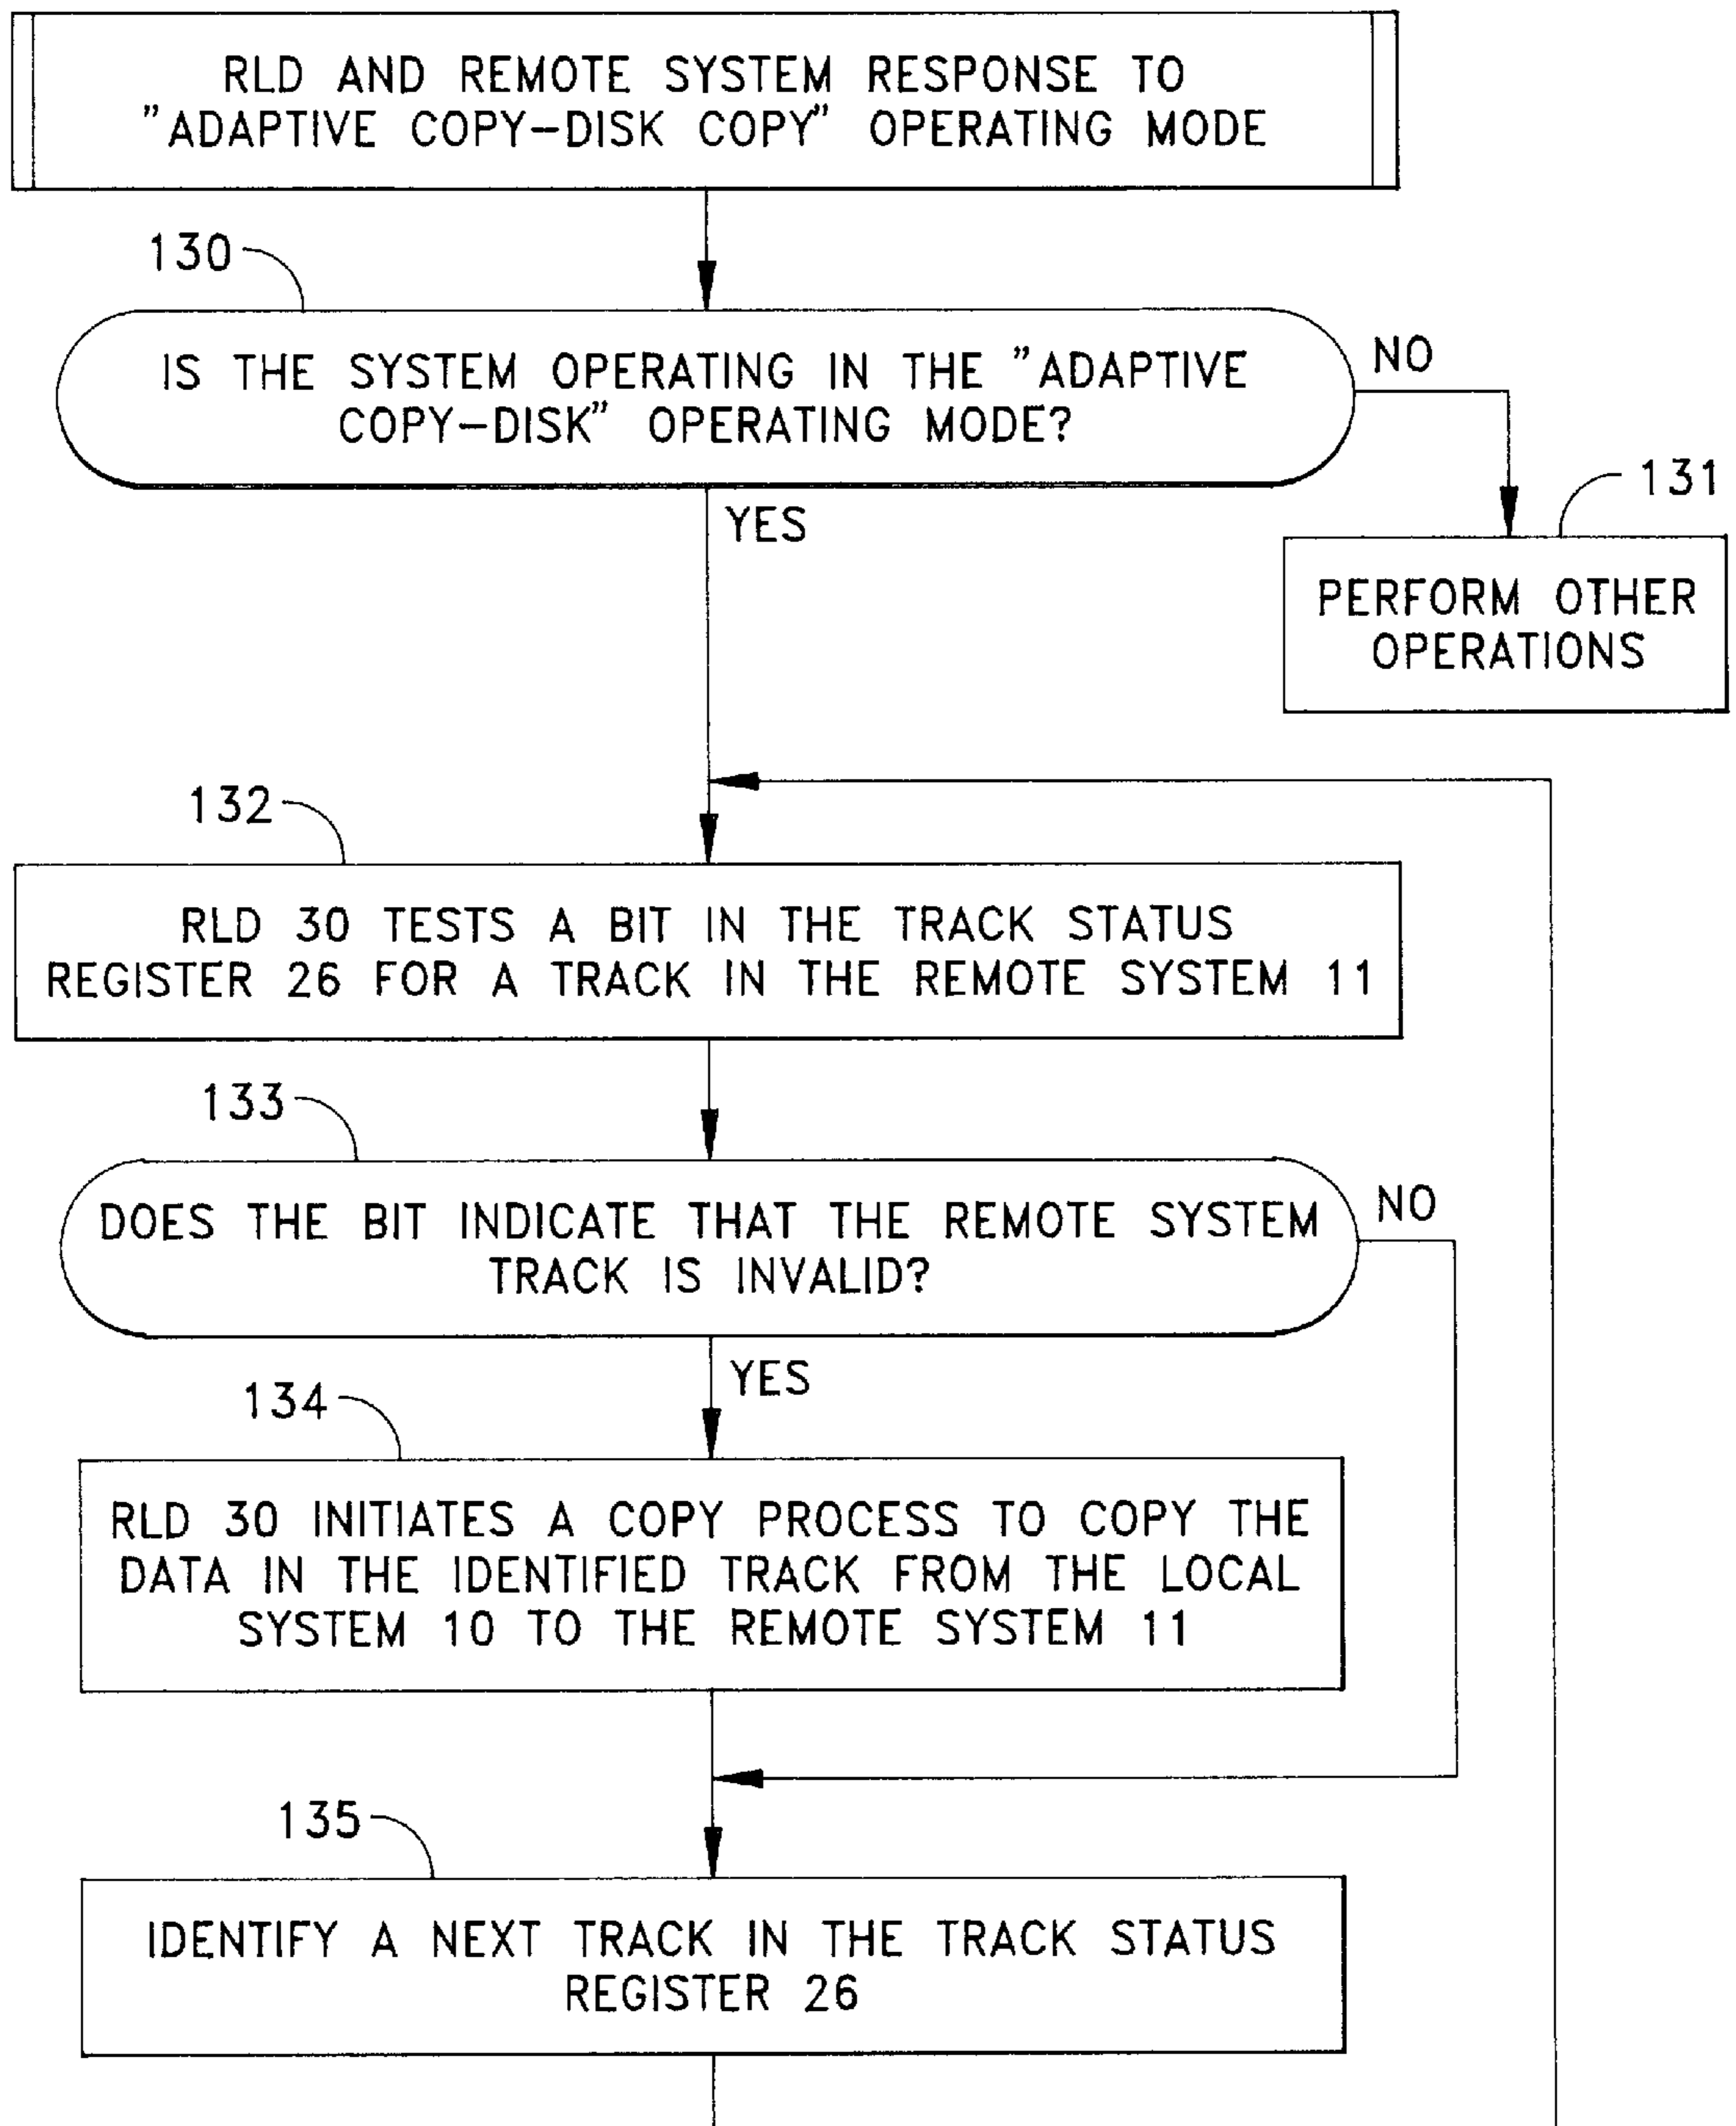 RLD AND REMOTE SYSTEM RESPONSE TO
"ADAPTIVE COPY-DISK COPY" OPERATING MODE
130
IS THE SYSTEM OPERATING IN THE "ADAPTIVE
COPY-DISK" OPERATING MODE?
NO
YES
131
PERFORM OTHER
OPERATIONS
132
RLD 30 TESTS A BIT IN THE TRACK STATUS
REGISTER 26 FOR A TRACK IN THE REMOTE SYSTEM 11
133
DOES THE BIT INDICATE THAT THE REMOTE SYSTEM
TRACK IS INVALID?
NO
YES
134
RLD 30 INITIATES A COPY PROCESS TO COPY THE
DATA IN THE IDENTIFIED TRACK FROM THE LOCAL
SYSTEM 10 TO THE REMOTE SYSTEM 11
135
IDENTIFY A NEXT TRACK IN THE TRACK STATUS
REGISTER 26